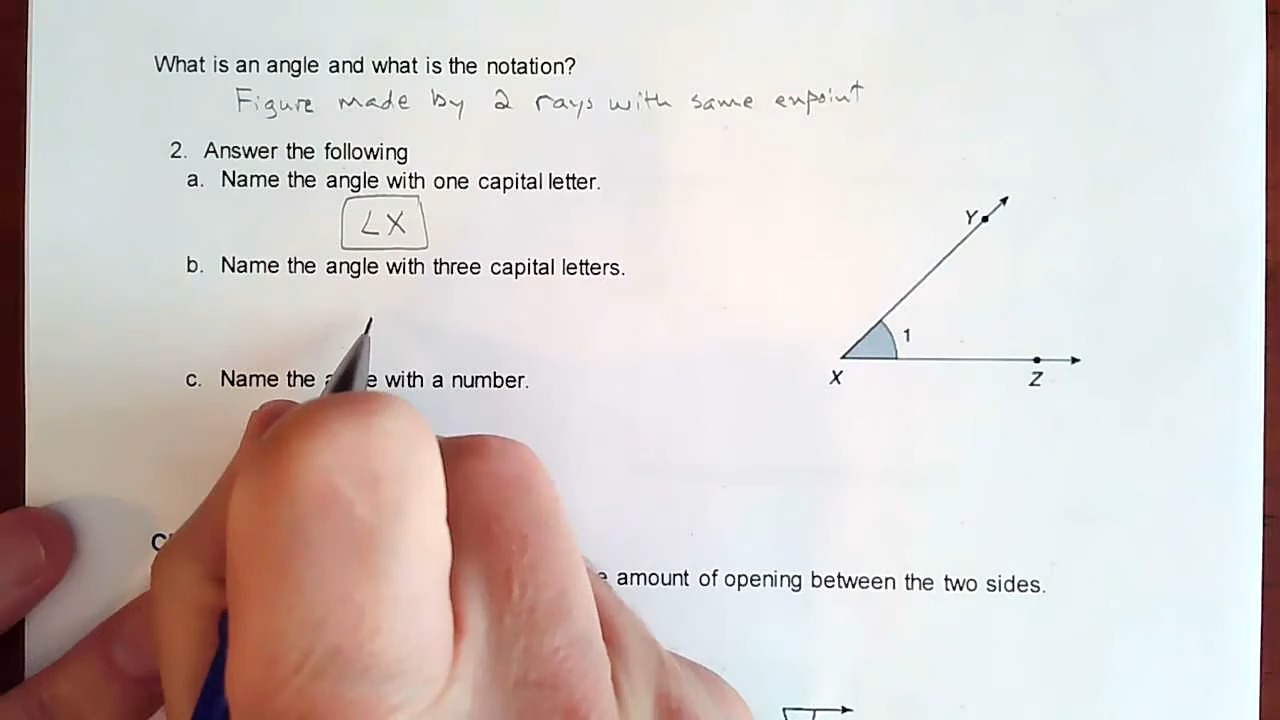 What is an angle and what is the notation?
Figure made by 2 rays with same enpoint
2. Answer the following
a. Name the angle with one capital letter.
∠X
b. Name the angle with three capital letters.
c. Name the e with a number.
amount of opening between the two sides.
Y
1
X
Z